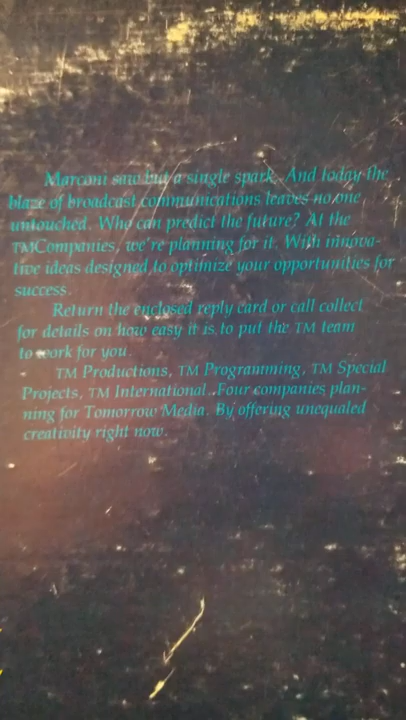 Marconi saw but a single spark. And today the
blaze of broadcast communications leaves no one
untouched. Who can predict the future? At the
TMCompanies, we're planning for it. With innova-
tive ideas designed to optimize your opportunities for
success.
Return the enclosed reply card or call collect
for details on how easy it is to put the TM team
to work for you.
TM Productions, TM Programming, TM Special
Projects, TM International. Four companies plan-
ning for Tomorrow Media. By offering unequaled
creativity right now.